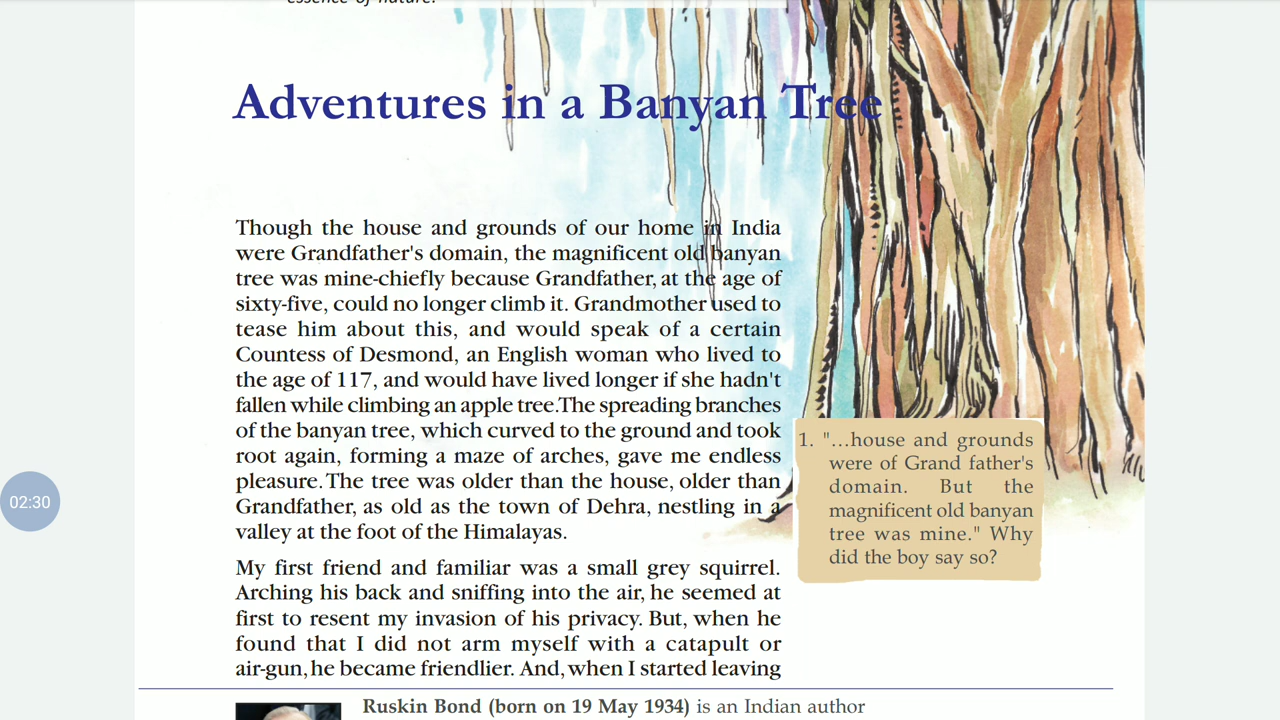 essence of nature.
Adventures in a Banyan Tree
Though the house and grounds of our home in India
were Grandfather's domain, the magnificent old banyan
tree was mine-chiefly because Grandfather, at the age of
sixty-five, could no longer climb it. Grandmother used to
tease him about this, and would speak of a certain
Countess of Desmond, an English woman who lived to
the age of 117, and would have lived longer if she hadn't
fallen while climbing an apple tree.The spreading branches
of the banyan tree, which curved to the ground and took
root again, forming a maze of arches, gave me endless
pleasure. The tree was older than the house, older than
Grandfather, as old as the town of Dehra, nestling in a
valley at the foot of the Himalayas.
1. "...house and grounds
were of Grand father's
domain. But the
magnificent old banyan
tree was mine." Why
did the boy say so?
02:30
My first friend and familiar was a small grey squirrel.
Arching his back and sniffing into the air, he seemed at
first to resent my invasion of his privacy. But, when he
found that I did not arm myself with a catapult or
air-gun, he became friendlier. And, when I started leaving
Ruskin Bond (born on 19 May 1934) is an Indian author